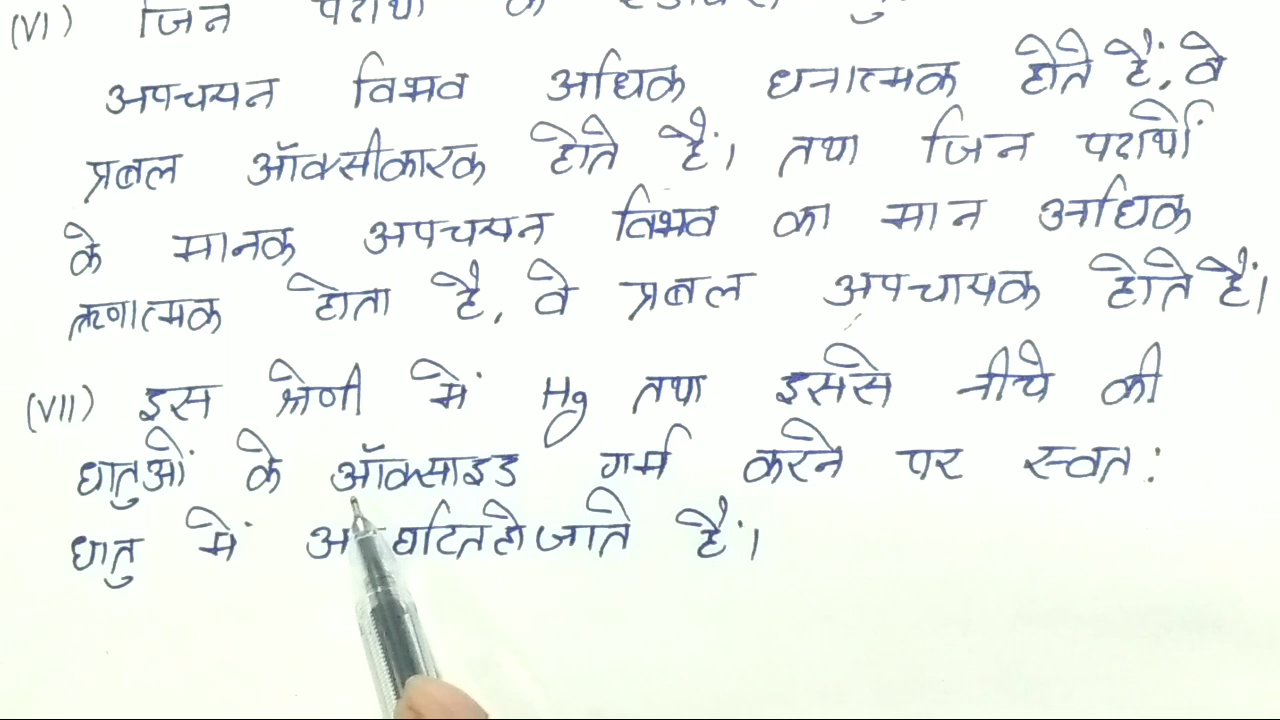 (VI) जिन पदार्थों के
अपचयन विभव अधिक धनात्मक होते हैं, वे
प्रबल ऑक्सीकारक होते हैं। तथा जिन पदार्थों
के मानक अपचयन विभव का मान अधिक
ऋणात्मक होता है, वे प्रबल अपचायक होते हैं।
(VII) इस श्रेणी में Hg तथा इससे नीचे की
धातुओं के ऑक्साइड गर्म करने पर स्वतः
धातु में अ घटित हो जाते हैं।